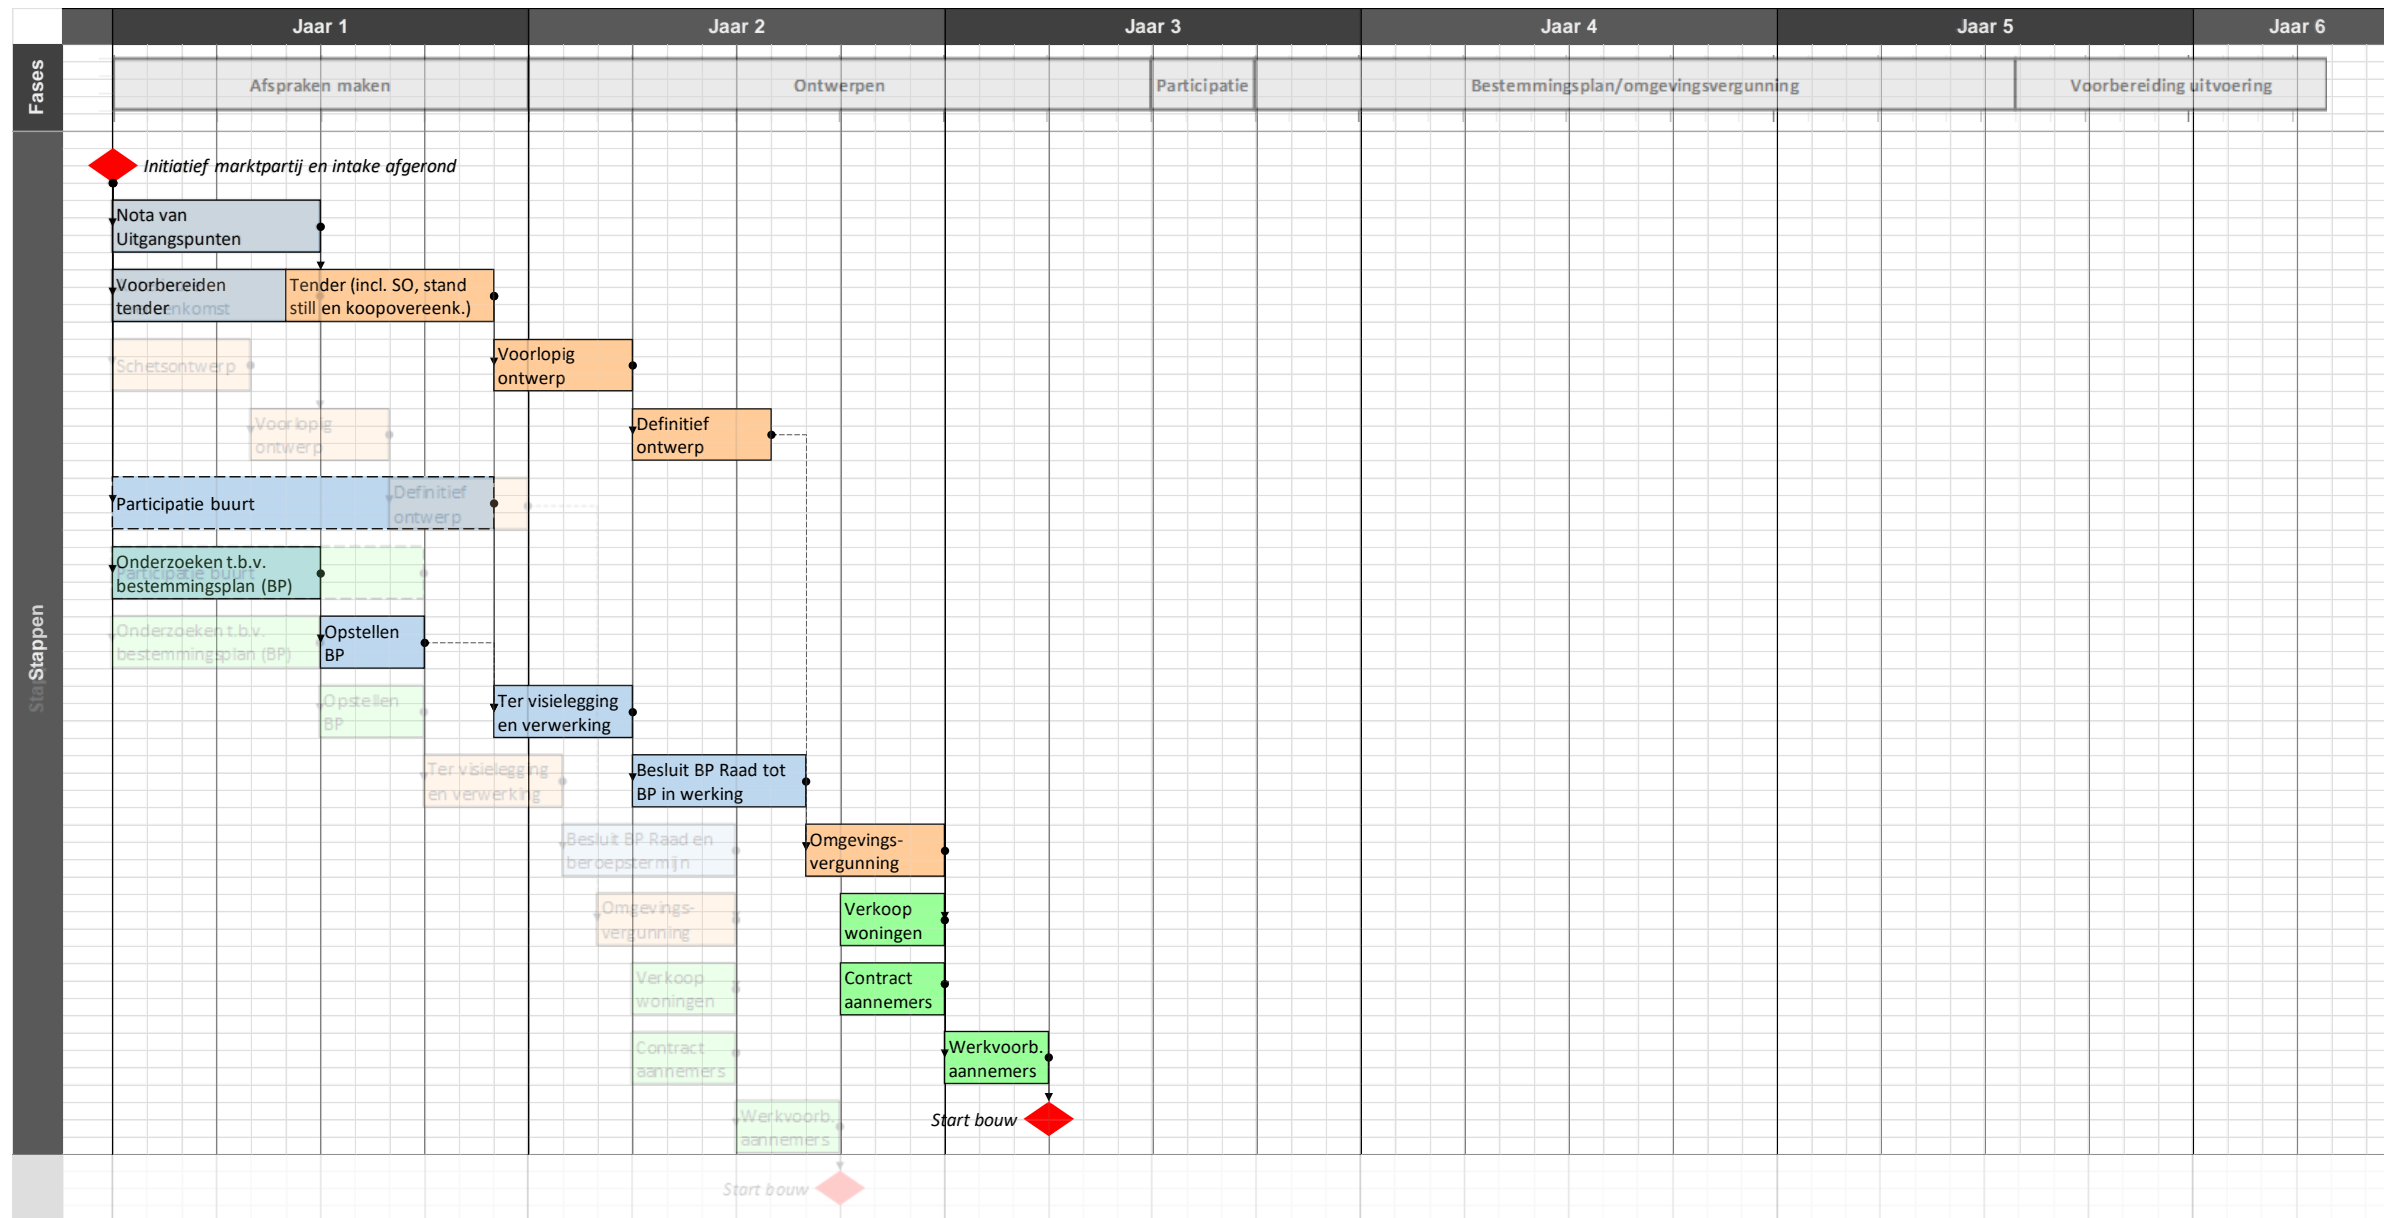 Jaar 1
Jaar 2
Jaar 3
Jaar 4
Jaar 5
Jaar 6
Fases
Afspraken maken
Ontwerpen
Participatie
Bestemmingsplan/omgevingsvergunning
Voorbereiding uitvoering
Stappen
Initiatief marktpartij en intake afgerond
Nota van
Uitgangspunten
Voorbereiden
tender
Tender (incl. SO, stand
still en koopovereenk.)
Schetsontwerp
Voorlopig
ontwerp
Voorlopig
ontwerp
Definitief
ontwerp
Participatie buurt
Definitief
ontwerp
Onderzoeken t.b.v.
bestemmingsplan (BP)
Participatie buurt
Onderzoeken t.b.v.
bestemmingsplan (BP)
Opstellen
BP
Opstellen
BP
Ter visielegging
en verwerking
Ter visielegging
en verwerking
Besluit BP Raad tot
BP in werking
Besluit BP Raad en
beroepstermijn
Omgevings-
vergunning
Omgevings-
vergunning
Verkoop
woningen
Verkoop
woningen
Contract
aannemers
Contract
aannemers
Werkvoorb.
aannemers
Werkvoorb.
aannemers
Start bouw
Start bouw